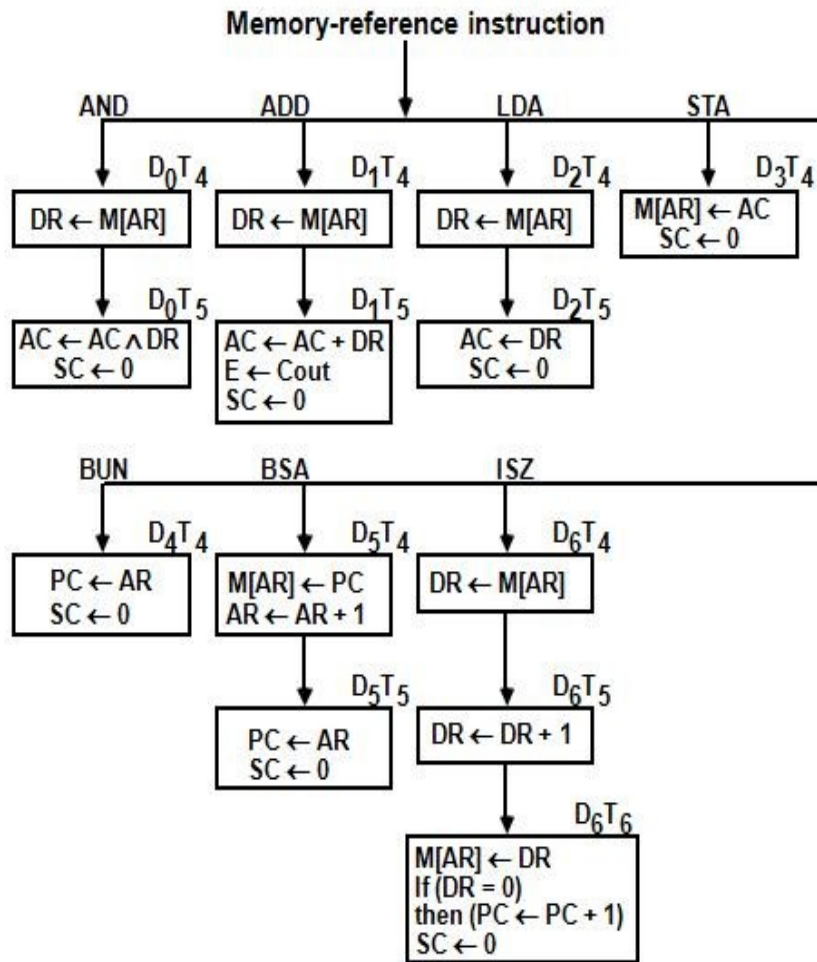 Memory-reference instruction
AND ADD LDA STA
D0T4 D1T4 D2T4 D3T4
DR ← M[AR]
DR ← M[AR]
DR ← M[AR]
M[AR] ← AC
SC ← 0
D0T5 D1T5 D2T5
AC ← AC ∧ DR
SC ← 0
AC ← AC + DR
E ← Cout
SC ← 0
AC ← DR
SC ← 0
BUN BSA ISZ
D4T4 D5T4 D6T4
PC ← AR
SC ← 0
M[AR] ← PC
AR ← AR + 1
DR ← M[AR]
D5T5 D6T5
PC ← AR
SC ← 0
DR ← DR + 1
D6T6
M[AR] ← DR
If (DR = 0)
then (PC ← PC + 1)
SC ← 0